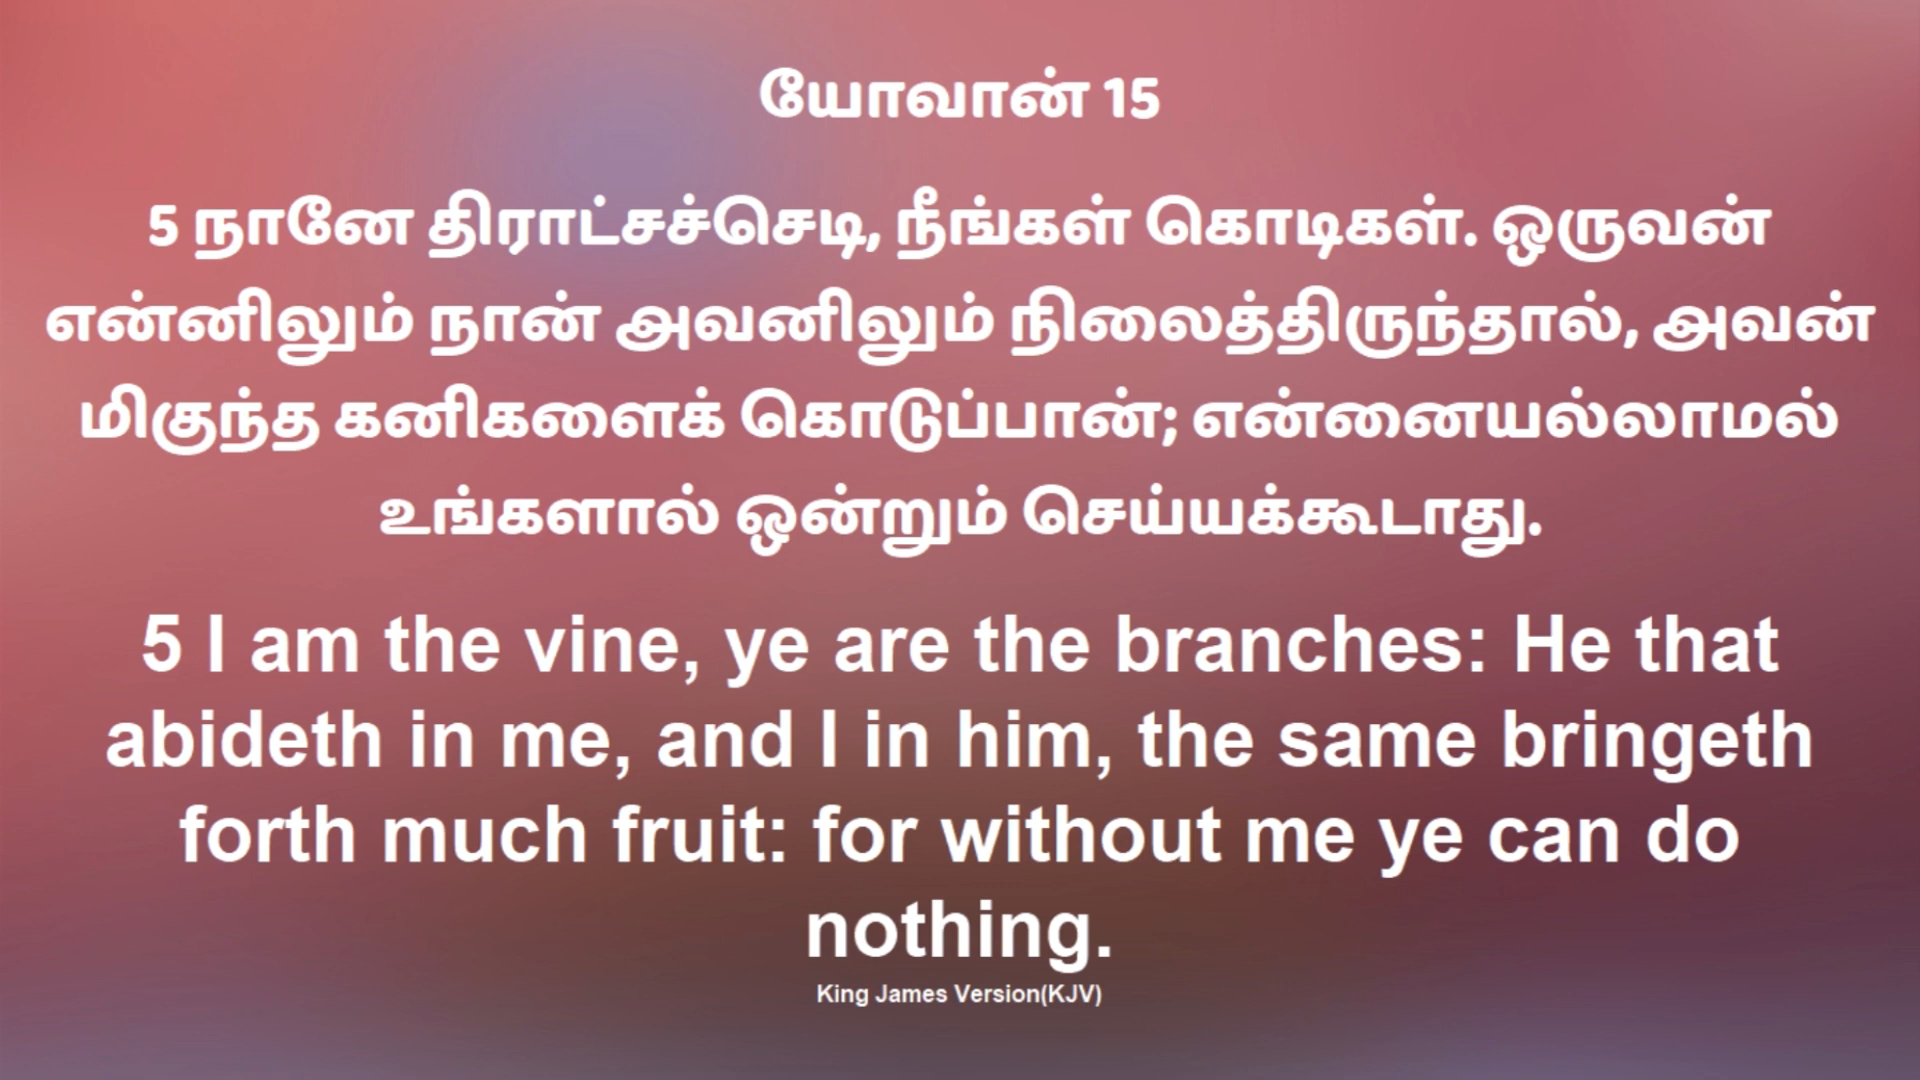 யோவான் 15
5 நானே திராட்சச்செடி, நீங்கள் கொடிகள். ஒருவன்
என்னிலும் நான் அவனிலும் நிலைத்திருந்தால், அவன்
மிகுந்த கனிகளைக் கொடுப்பான்; என்னையல்லாமல்
உங்களால் ஒன்றும் செய்யக்கூடாது.
5 I am the vine, ye are the branches: He that
abideth in me, and I in him, the same bringeth
forth much fruit: for without me ye can do
nothing.
King James Version(KJV)